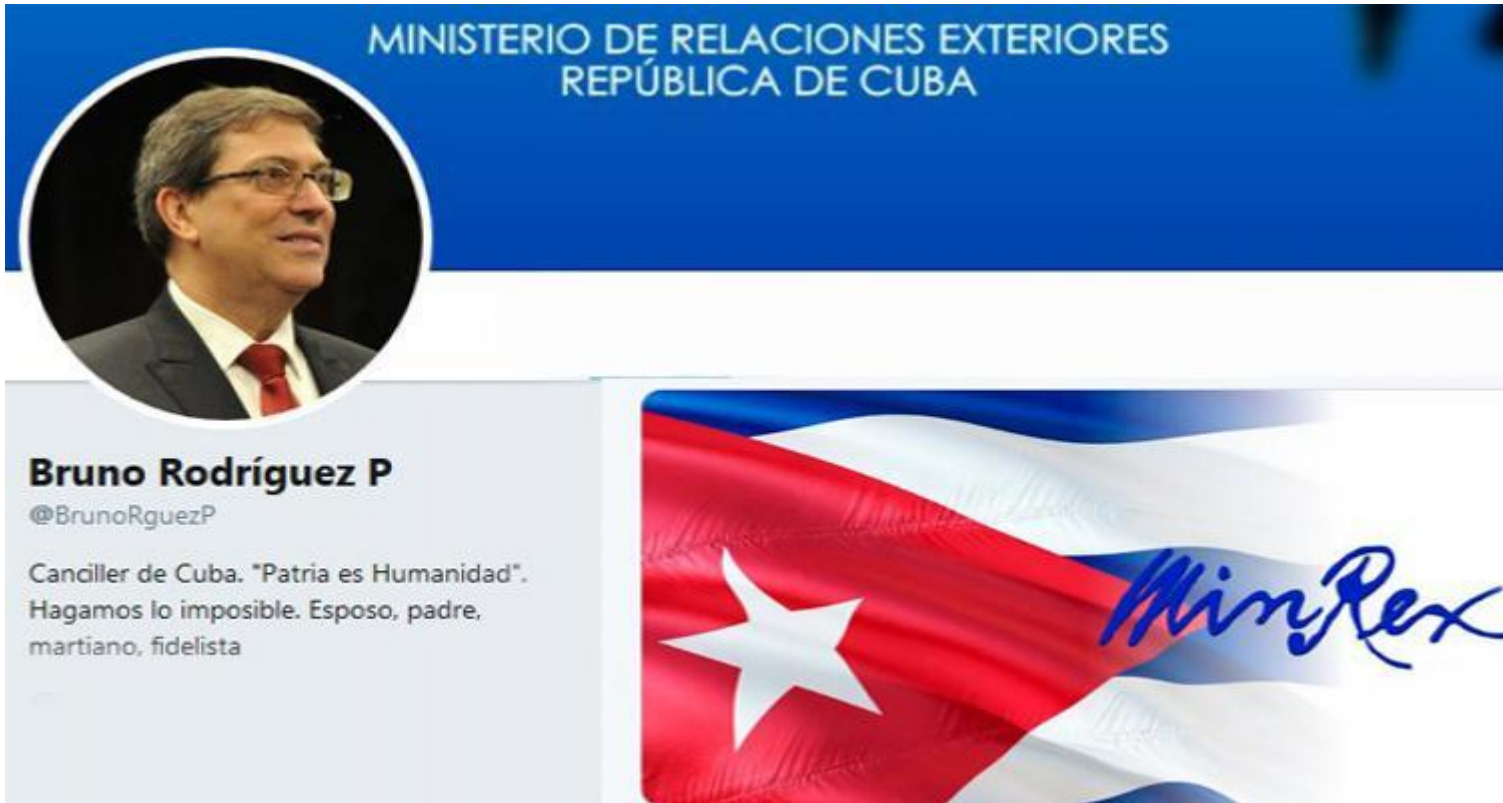 MINISTERIO DE RELACIONES EXTERIORES
REPÚBLICA DE CUBA
Bruno Rodríguez P
@BrunoRguezP
Canciller de Cuba. "Patria es Humanidad".
Hagamos lo imposible. Esposo, padre,
martiano, fidelista
MinRex